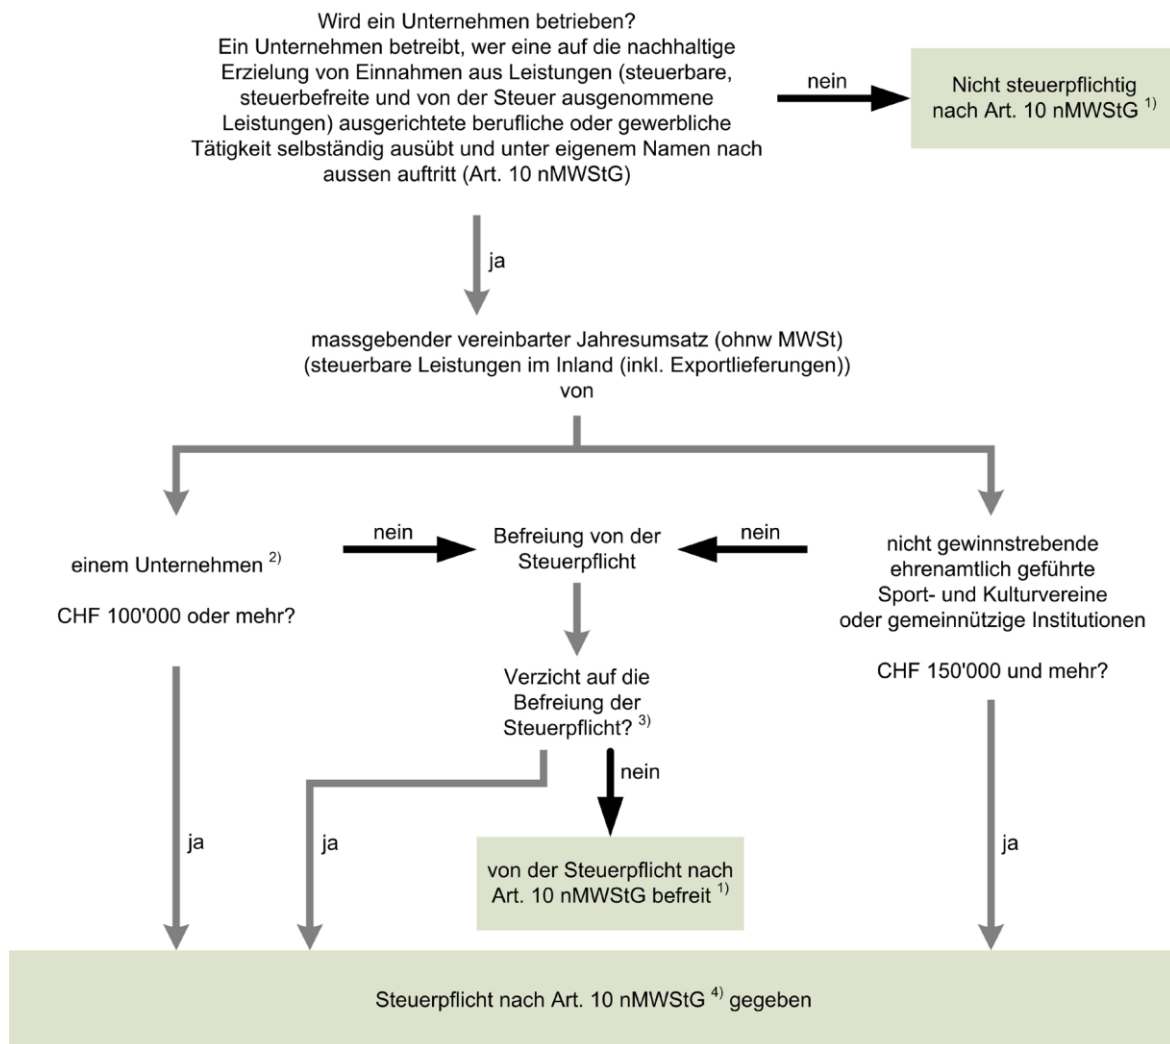 Wird ein Unternehmen betrieben?
Ein Unternehmen betreibt, wer eine auf die nachhaltige
Erzielung von Einnahmen aus Leistungen (steuerbare,
steuerbefreite und von der Steuer ausgenommene
Leistungen) ausgerichtete berufliche oder gewerbliche
Tätigkeit selbständig ausübt und unter eigenem Namen nach
aussen auftritt (Art. 10 nMWStG)
nein
Nicht steuerpflichtig
nach Art. 10 nMWStG 1)
ja
massgebender vereinbarter Jahresumsatz (ohnw MWSt)
(steuerbare Leistungen im Inland (inkl. Exportlieferungen))
von
einem Unternehmen 2)
CHF 100'000 oder mehr?
nein
Befreiung von der
Steuerpflicht
nein
nicht gewinnstrebende
ehrenamtlich geführte
Sport- und Kulturvereine
oder gemeinnützige Institutionen
CHF 150'000 und mehr?
Verzicht auf die
Befreiung der
Steuerpflicht? 3)
nein
ja
ja
ja
von der Steuerpflicht nach
Art. 10 nMWStG befreit 1)
Steuerpflicht nach Art. 10 nMWStG 4) gegeben